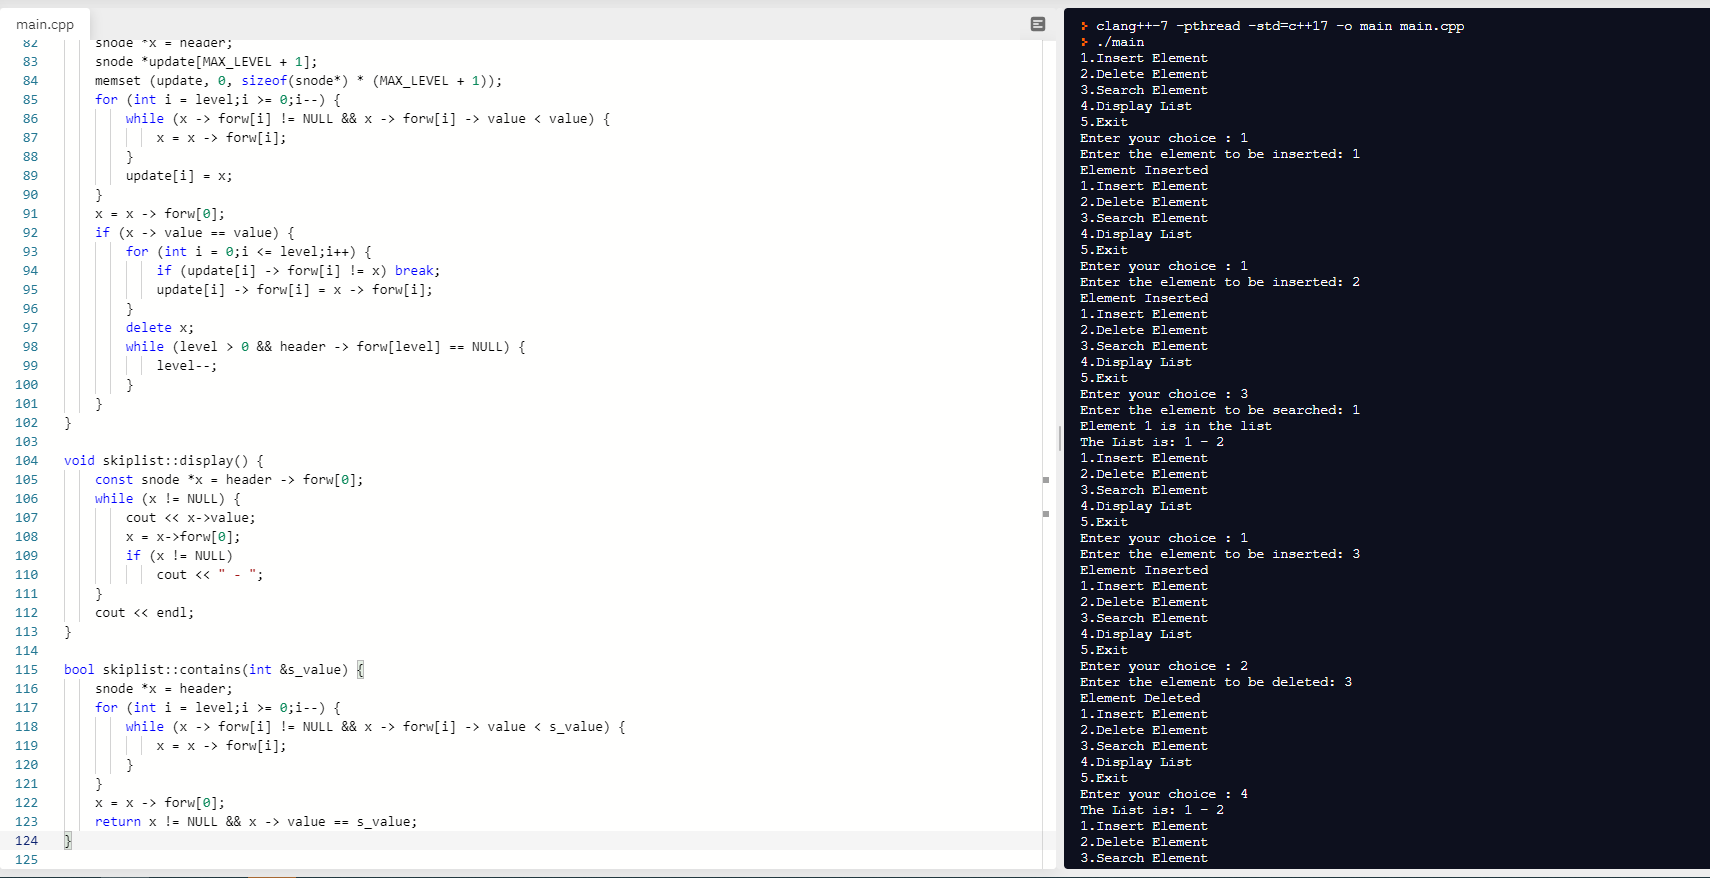 main.cpp
82 snode *x = header;
83 snode *update[MAX_LEVEL + 1];
84 memset (update, 0, sizeof(snode*) * (MAX_LEVEL + 1));
85 for (int i = level;i >= 0;i--) {
86 while (x -> forw[i] != NULL && x -> forw[i] -> value < value) {
87 x = x -> forw[i];
88 }
89 update[i] = x;
90 }
91 x = x -> forw[0];
92 if (x -> value == value) {
93 for (int i = 0;i <= level;i++) {
94 if (update[i] -> forw[i] != x) break;
95 update[i] -> forw[i] = x -> forw[i];
96 }
97 delete x;
98 while (level > 0 && header -> forw[level] == NULL) {
99 level--;
100 }
101 }
102 }
103
104 void skiplist::display() {
105 const snode *x = header -> forw[0];
106 while (x != NULL) {
107 cout << x->value;
108 x = x->forw[0];
109 if (x != NULL)
110 cout << " - ";
111 }
112 cout << endl;
113 }
114
115 bool skiplist::contains(int &s_value) {
116 snode *x = header;
117 for (int i = level;i >= 0;i--) {
118 while (x -> forw[i] != NULL && x -> forw[i] -> value < s_value) {
119 x = x -> forw[i];
120 }
121 }
122 x = x -> forw[0];
123 return x != NULL && x -> value == s_value;
124 }
125
clang++-7 -pthread -std=c++17 -o main main.cpp
./main
1.Insert Element
2.Delete Element
3.Search Element
4.Display List
5.Exit
Enter your choice : 1
Enter the element to be inserted: 1
Element Inserted
1.Insert Element
2.Delete Element
3.Search Element
4.Display List
5.Exit
Enter your choice : 1
Enter the element to be inserted: 2
Element Inserted
1.Insert Element
2.Delete Element
3.Search Element
4.Display List
5.Exit
Enter your choice : 3
Enter the element to be searched: 1
Element 1 is in the list
The List is: 1 - 2
1.Insert Element
2.Delete Element
3.Search Element
4.Display List
5.Exit
Enter your choice : 1
Enter the element to be inserted: 3
Element Inserted
1.Insert Element
2.Delete Element
3.Search Element
4.Display List
5.Exit
Enter your choice : 2
Enter the element to be deleted: 3
Element Deleted
1.Insert Element
2.Delete Element
3.Search Element
4.Display List
5.Exit
Enter your choice : 4
The List is: 1 - 2
1.Insert Element
2.Delete Element
3.Search Element